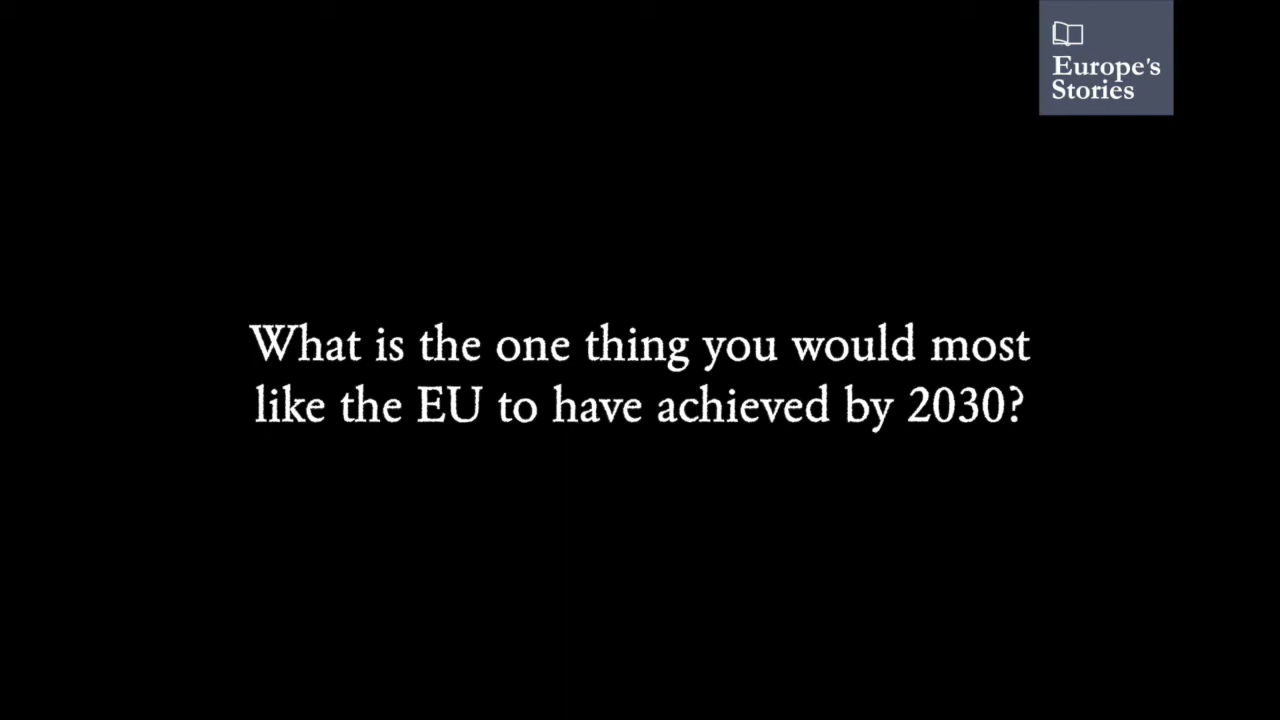 Europe's
Stories
What is the one thing you would most
like the EU to have achieved by 2030?